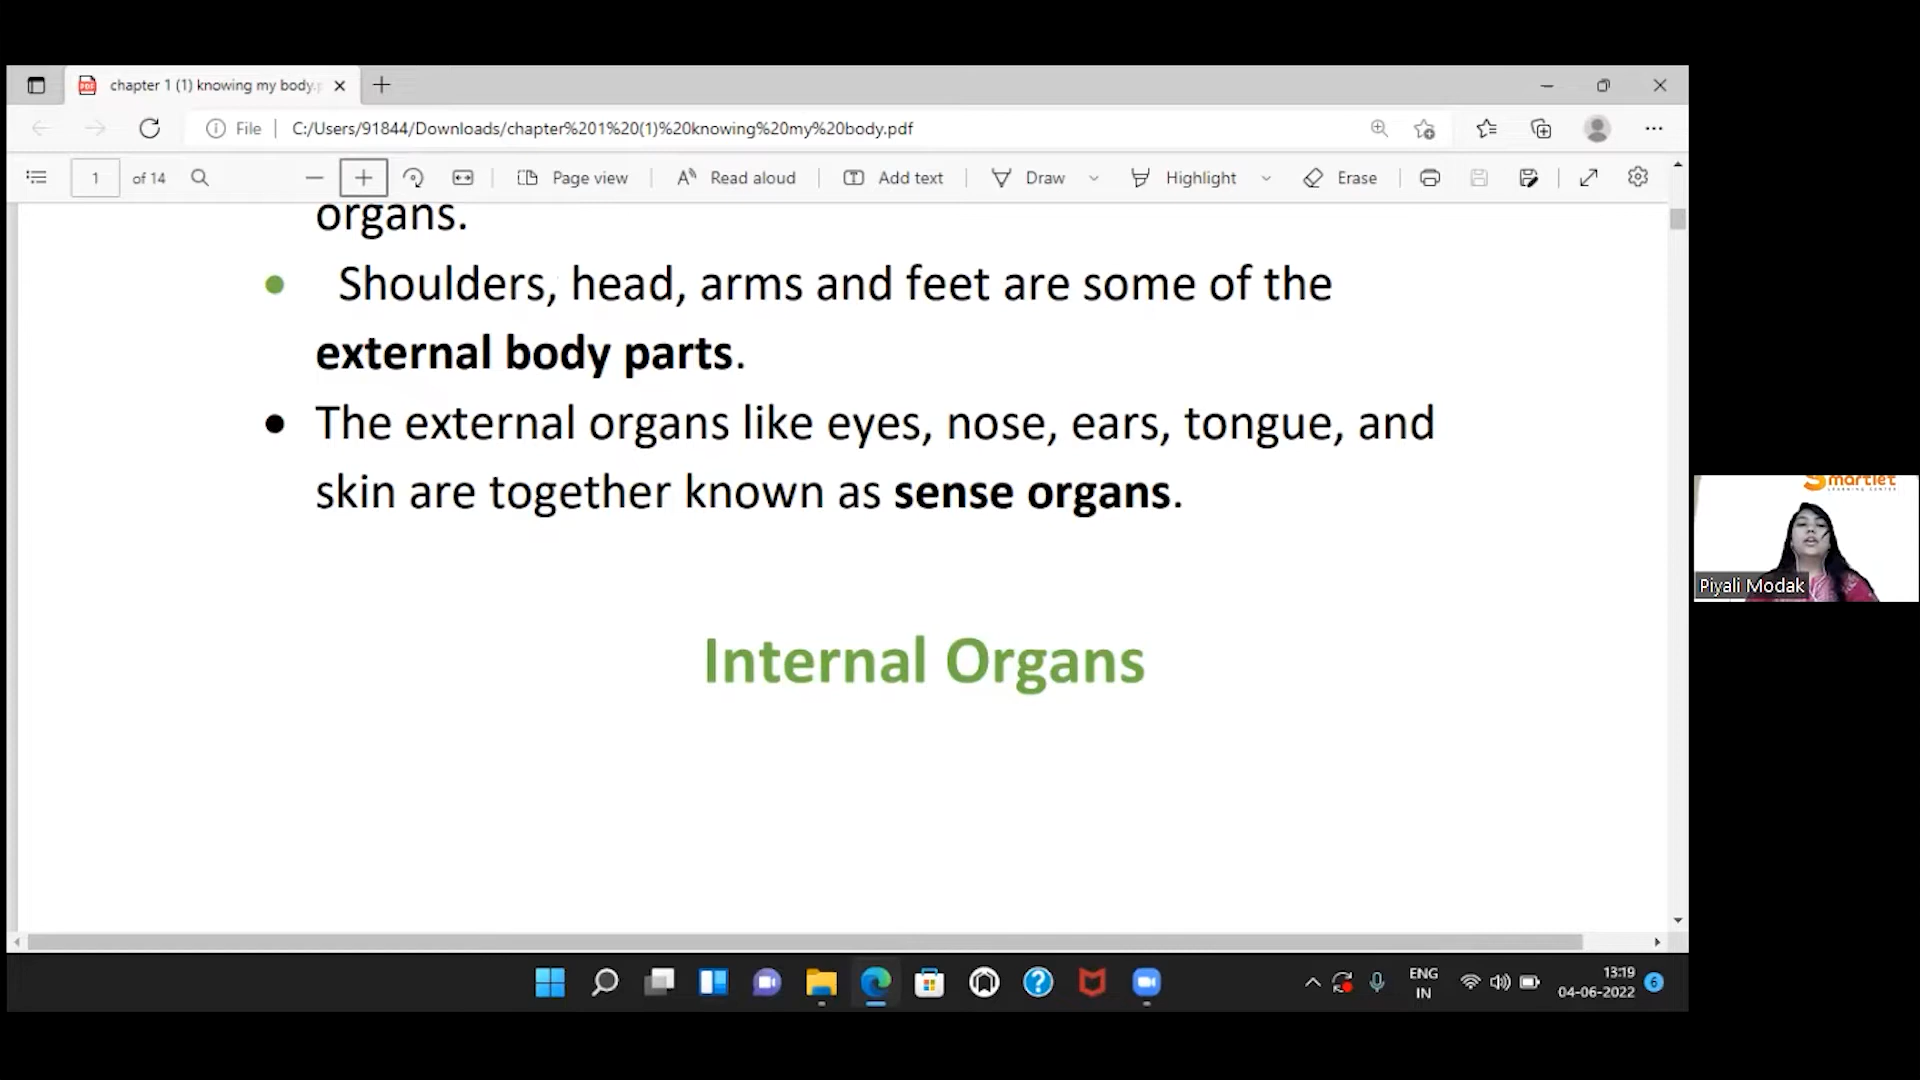 chapter 1 (1) knowing my body.p
File
C:/Users/91844/Downloads/chapter%201%20(1)%20knowing%20my%20body.pdf
1 of 14
Page view
Read aloud
Add text
Draw
Highlight
Erase
organs.
Shoulders, head, arms and feet are some of the
external body parts.
The external organs like eyes, nose, ears, tongue, and
skin are together known as sense organs.
Internal Organs
Smartlet
LEARNING CENTER
Piyali Modak
ENG
IN
13:19
04-06-2022
6